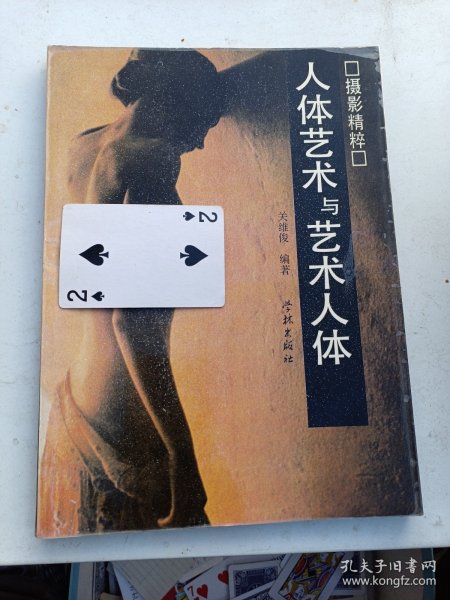 □摄影精粹□
人体艺术与艺术人体
关维俊 编著
学林出版社
2
2
7
孔夫子旧书网
www.kongfz.com